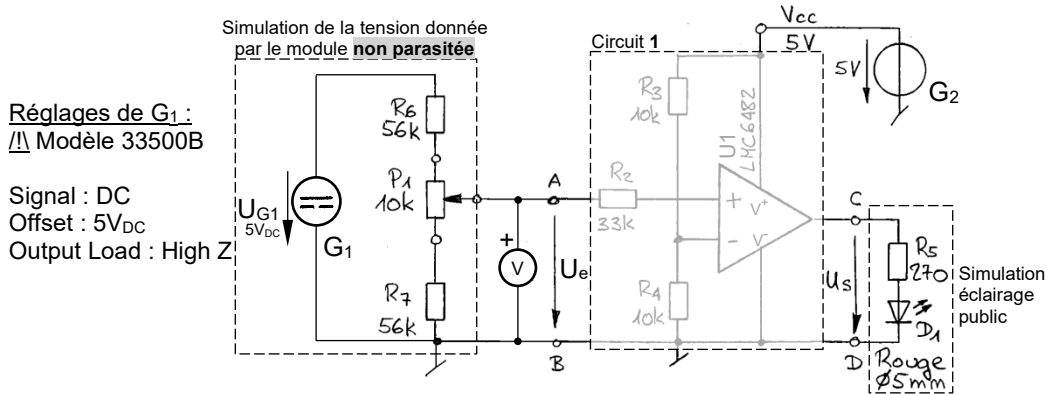 Simulation de la tension donnée
par le module non parasitée
Réglages de G1 :
/!\ Modèle 33500B
Signal : DC
Offset : 5VDC
Output Load : High Z
UG1
5VDC
G1
R6
56k
P1
10k
R7
56k
+
V
A
Ue
B
Circuit 1
R3
10k
R2
33k
R4
10k
U1
LMC6482
+
V+
-
V-
Vcc
5V
5V
G2
C
Us
D
R5
270
D1
Rouge
Ø5mm
Simulation
éclairage
public